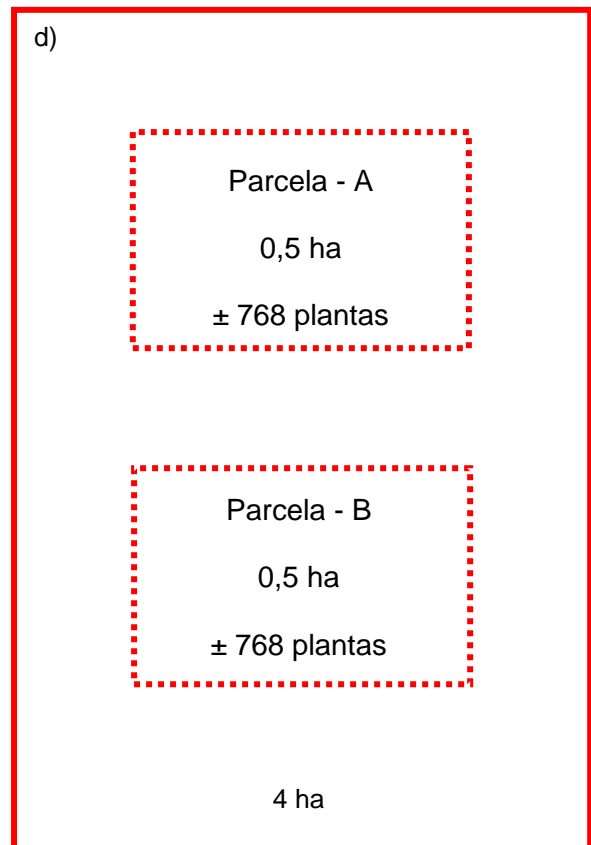 d)
Parcela - A
0,5 ha
± 768 plantas
Parcela - B
0,5 ha
± 768 plantas
4 ha